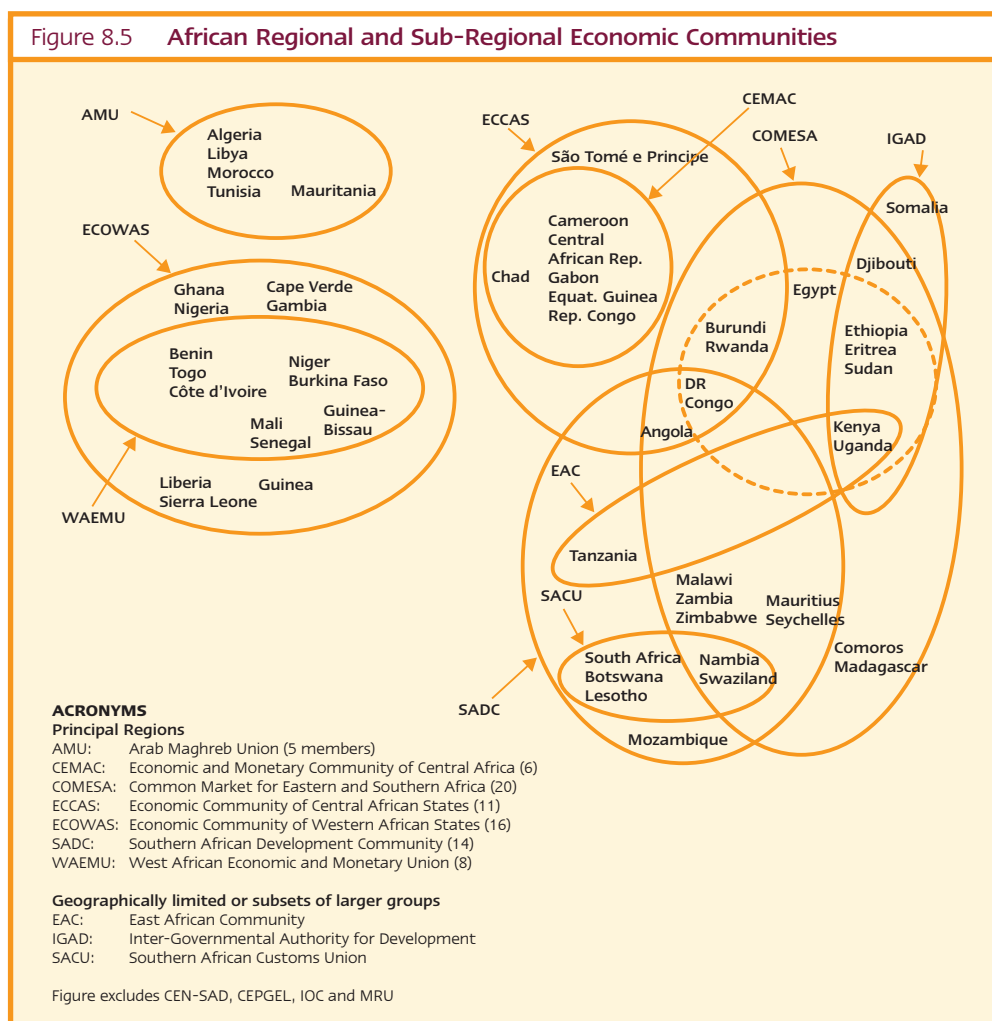 Figure 8.5 African Regional and Sub-Regional Economic Communities
AMU
Algeria
Libya
Morocco
Tunisia
Mauritania
ECOWAS
Ghana
Nigeria
Cape Verde
Gambia
Benin
Togo
Côte d'Ivoire
Niger
Burkina Faso
Mali
Senegal
Guinea-
Bissau
Liberia
Sierra Leone
Guinea
WAEMU
ECCAS
CEMAC
COMESA
IGAD
São Tomé e Principe
Chad
Cameroon
Central
African Rep.
Gabon
Equat. Guinea
Rep. Congo
Somalia
Djibouti
Egypt
Burundi
Rwanda
Ethiopia
Eritrea
Sudan
DR
Congo
Angola
Kenya
Uganda
EAC
Tanzania
SACU
Malawi
Zambia
Zimbabwe
Mauritius
Seychelles
South Africa
Botswana
Lesotho
Nambia
Swaziland
Comoros
Madagascar
SADC
Mozambique
ACRONYMS
Principal Regions
AMU: Arab Maghreb Union (5 members)
CEMAC: Economic and Monetary Community of Central Africa (6)
COMESA: Common Market for Eastern and Southern Africa (20)
ECCAS: Economic Community of Central African States (11)
ECOWAS: Economic Community of Western African States (16)
SADC: Southern African Development Community (14)
WAEMU: West African Economic and Monetary Union (8)
Geographically limited or subsets of larger groups
EAC: East African Community
IGAD: Inter-Governmental Authority for Development
SACU: Southern African Customs Union
Figure excludes CEN-SAD, CEPGEL, IOC and MRU